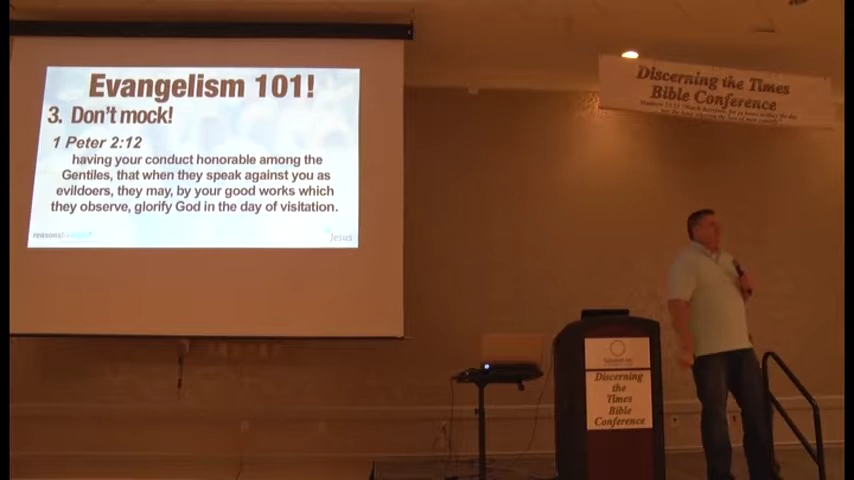 Evangelism 101!
3. Don't mock!
1 Peter 2:12
having your conduct honorable among the
Gentiles, that when they speak against you as
evildoers, they may, by your good works which
they observe, glorify God in the day of visitation.
Jesus
Discerning the Times
Bible Conference
Discerning
the
Times
Bible
Conference